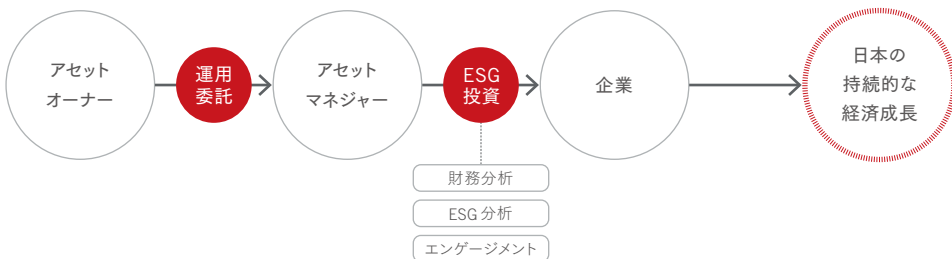 アセット
オーナー
運用
委託
アセット
マネジャー
ESG
投資
企業
日本の
持続的な
経済成長
財務分析
ESG 分析
エンゲージメント